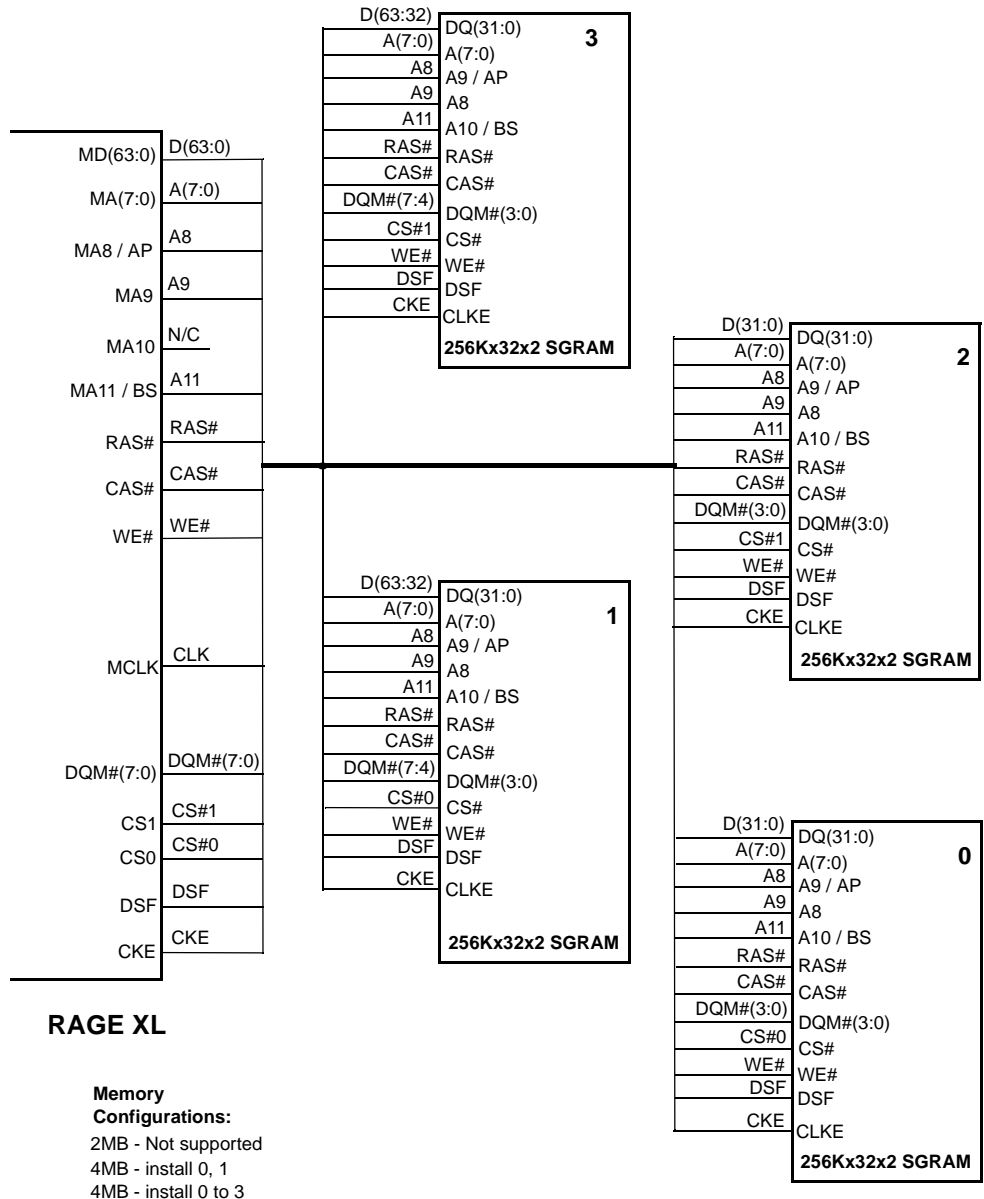 D(63:32)
DQ(31:0)
3
A(7:0)
A(7:0)
A8
A9 / AP
A9
A8
A11
A10 / BS
RAS#
RAS#
CAS#
CAS#
DQM#(7:4)
DQM#(3:0)
CS#1
CS#
WE#
WE#
DSF
DSF
CKE
CLKE
256Kx32x2 SGRAM
MD(63:0)
D(63:0)
MA(7:0)
A(7:0)
MA8 / AP
A8
MA9
A9
MA10
N/C
MA11 / BS
A11
RAS#
RAS#
CAS#
CAS#
WE#
WE#
MCLK
CLK
DQM#(7:0)
DQM#(7:0)
CS1
CS#1
CS0
CS#0
DSF
DSF
CKE
CKE
RAGE XL
D(31:0)
DQ(31:0)
2
A(7:0)
A(7:0)
A8
A9 / AP
A9
A8
A11
A10 / BS
RAS#
RAS#
CAS#
CAS#
DQM#(3:0)
DQM#(3:0)
CS#1
CS#
WE#
WE#
DSF
DSF
CKE
CLKE
256Kx32x2 SGRAM
D(63:32)
DQ(31:0)
1
A(7:0)
A(7:0)
A8
A9 / AP
A9
A8
A11
A10 / BS
RAS#
RAS#
CAS#
CAS#
DQM#(7:4)
DQM#(3:0)
CS#0
CS#
WE#
WE#
DSF
DSF
CKE
CLKE
256Kx32x2 SGRAM
D(31:0)
DQ(31:0)
0
A(7:0)
A(7:0)
A8
A9 / AP
A9
A8
A11
A10 / BS
RAS#
RAS#
CAS#
CAS#
DQM#(3:0)
DQM#(3:0)
CS#0
CS#
WE#
WE#
DSF
DSF
CKE
CLKE
256Kx32x2 SGRAM
Memory
Configurations:
2MB - Not supported
4MB - install 0, 1
4MB - install 0 to 3